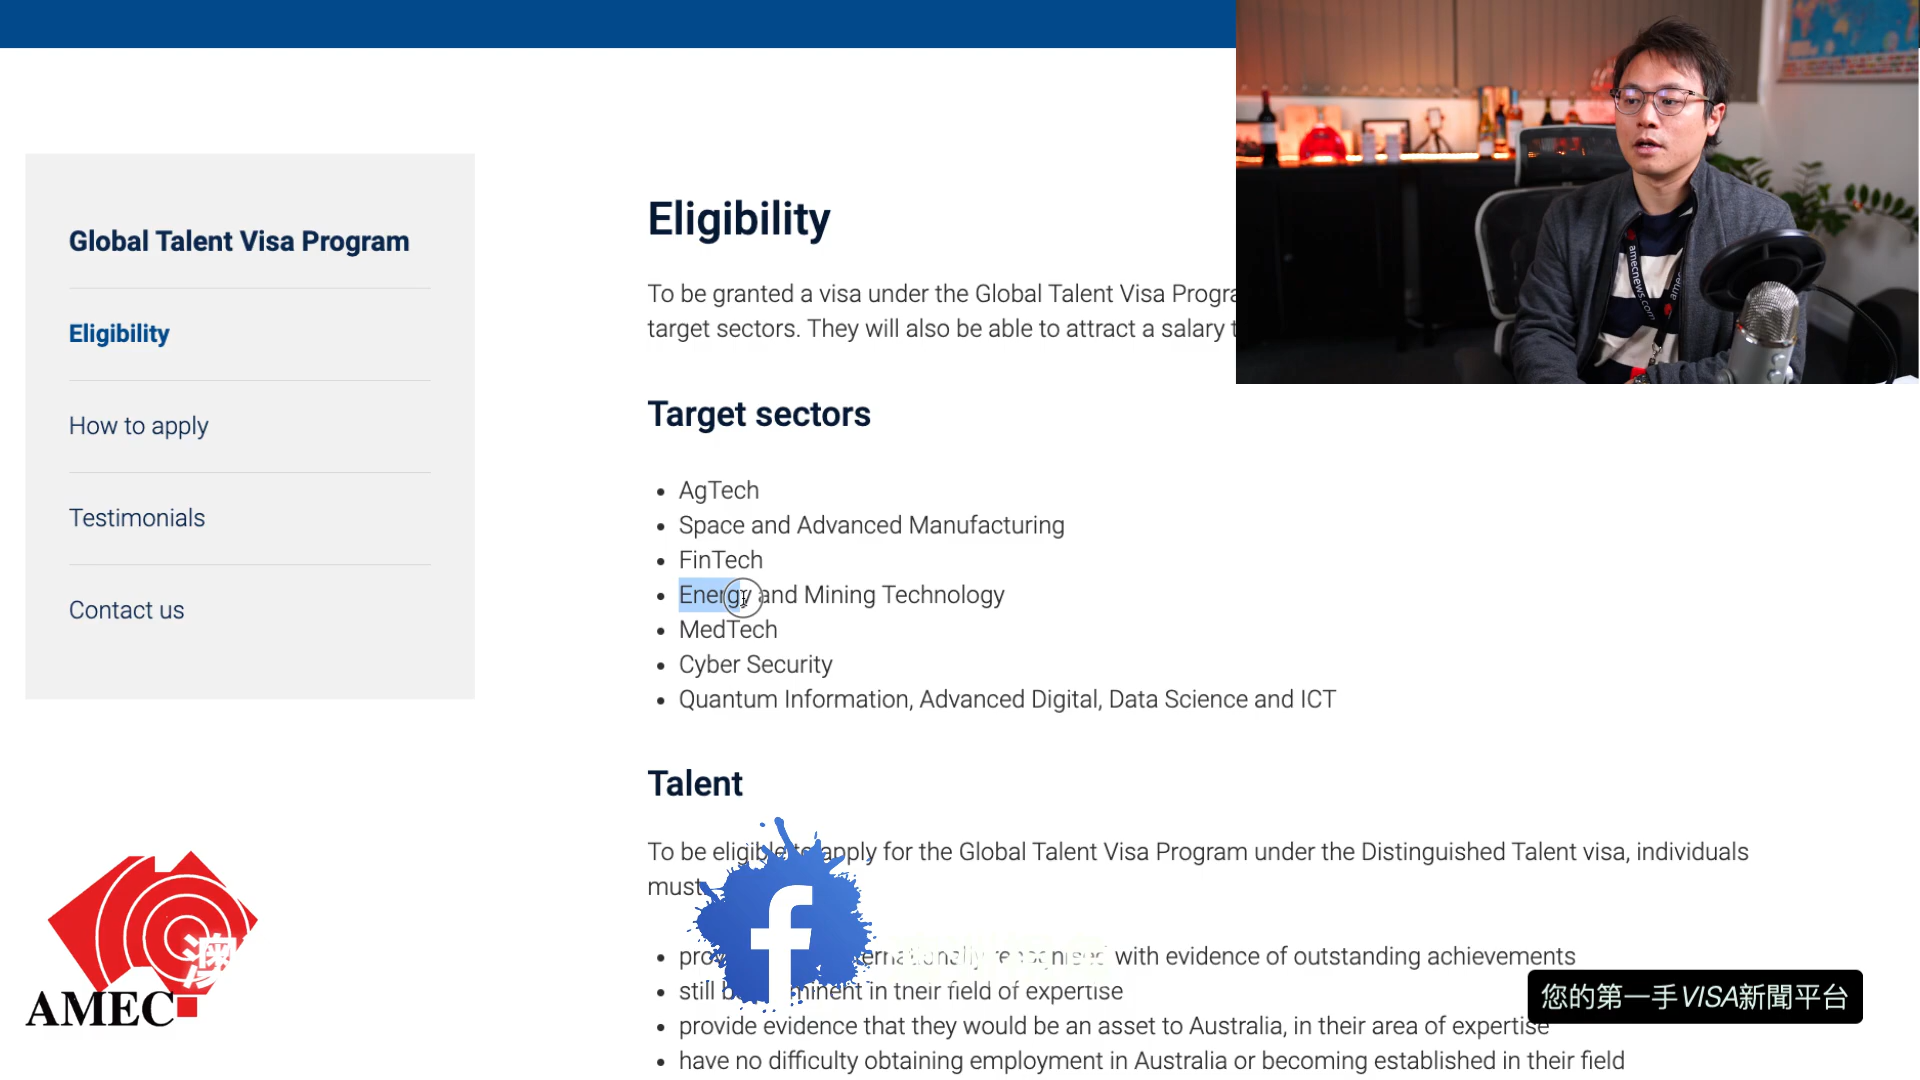 Global Talent Visa Program
Eligibility
How to apply
Testimonials
Contact us
Eligibility
To be granted a visa under the Global Talent Visa
target sectors. They will also be able to attract a salary
Target sectors
• AgTech
• Space and Advanced Manufacturing
• FinTech
• Energy and Mining Technology
• MedTech
• Cyber Security
• Quantum Information, Advanced Digital, Data Science and ICT
Talent
To be eligible to apply for the Global Talent Visa Program under the Distinguished Talent visa, individuals
must
• with evidence of outstanding achievements
• still in their field of expertise
• provide evidence that they would be an asset to Australia, in their area of expertise
• have no difficulty obtaining employment in Australia or becoming established in their field
amecnews.com
f
澳
AMEC
您的第一手VISA新聞平台